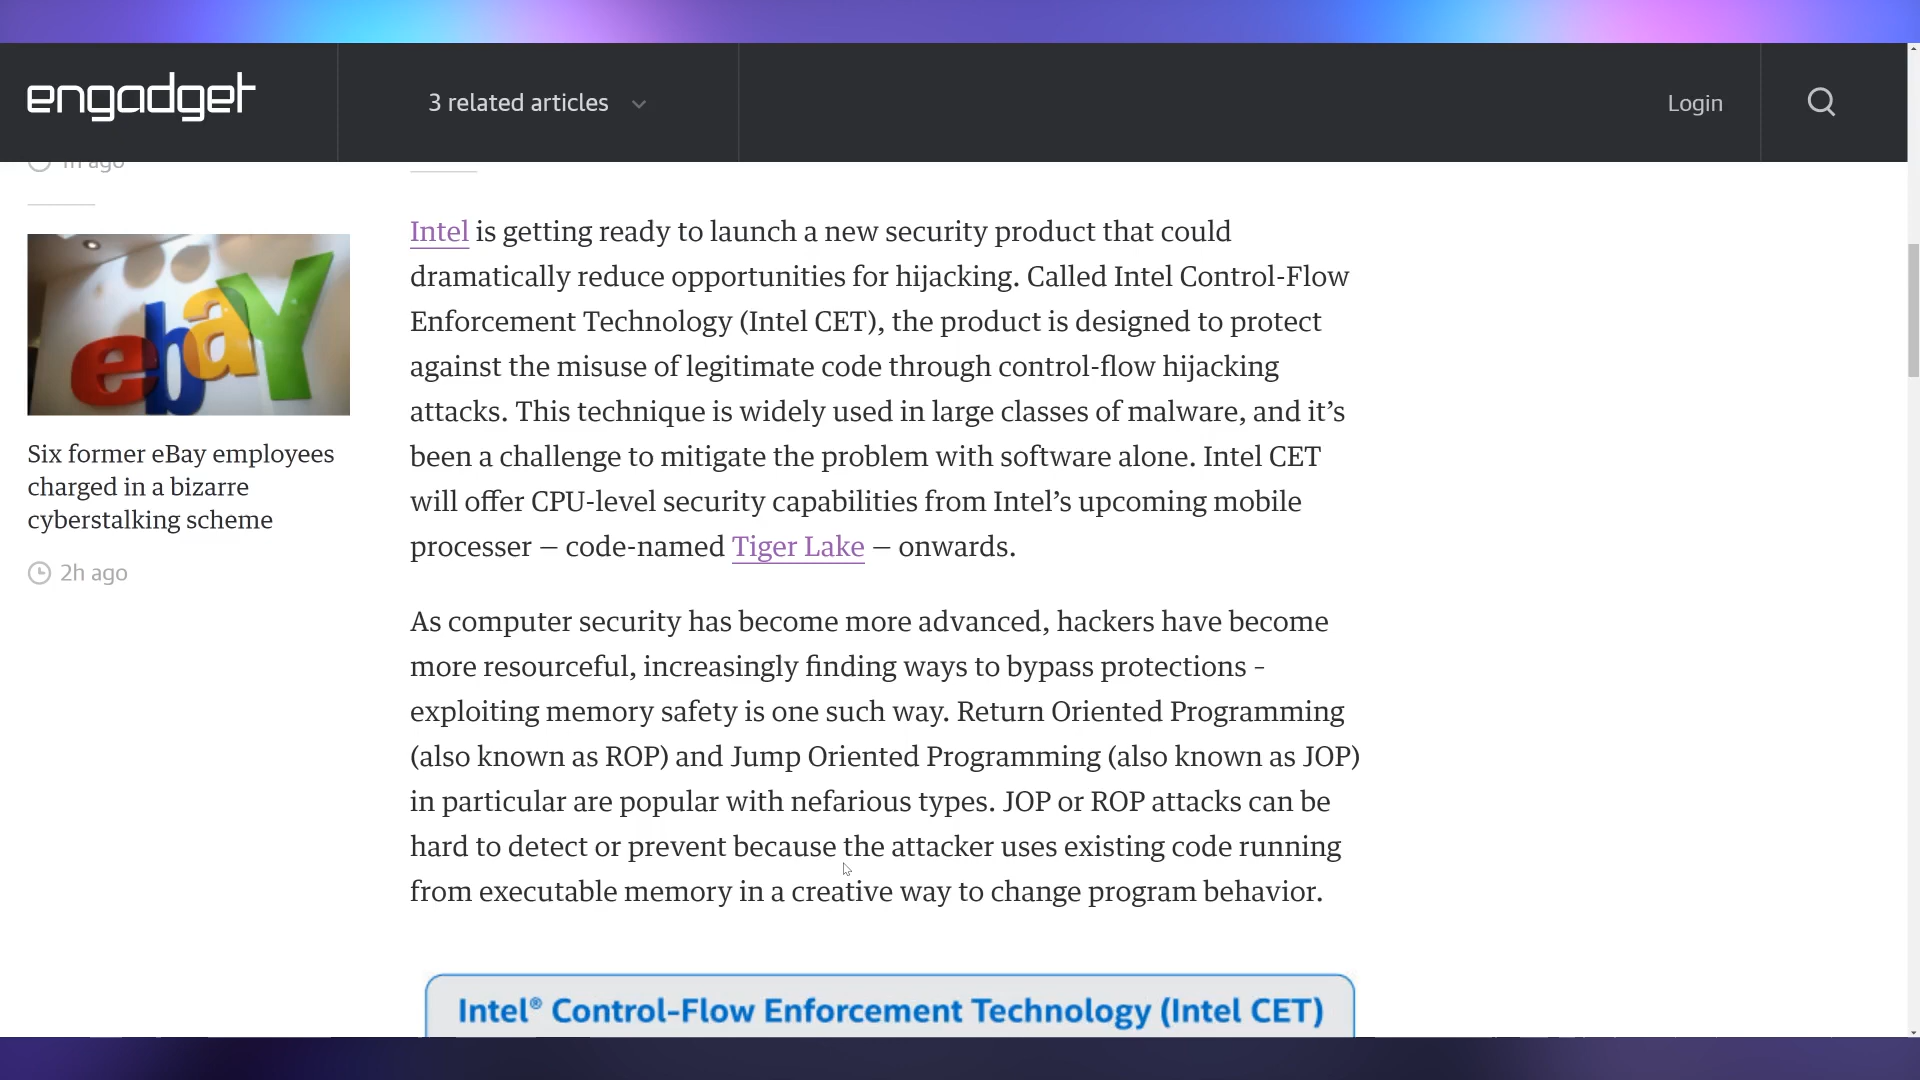 engadget
3 related articles
Login
1h ago
ebay
Six former eBay employees
charged in a bizarre
cyberstalking scheme
2h ago
Intel is getting ready to launch a new security product that could
dramatically reduce opportunities for hijacking. Called Intel Control-Flow
Enforcement Technology (Intel CET), the product is designed to protect
against the misuse of legitimate code through control-flow hijacking
attacks. This technique is widely used in large classes of malware, and it’s
been a challenge to mitigate the problem with software alone. Intel CET
will offer CPU-level security capabilities from Intel’s upcoming mobile
processer — code-named Tiger Lake — onwards.
As computer security has become more advanced, hackers have become
more resourceful, increasingly finding ways to bypass protections –
exploiting memory safety is one such way. Return Oriented Programming
(also known as ROP) and Jump Oriented Programming (also known as JOP)
in particular are popular with nefarious types. JOP or ROP attacks can be
hard to detect or prevent because the attacker uses existing code running
from executable memory in a creative way to change program behavior.
Intel® Control-Flow Enforcement Technology (Intel CET)